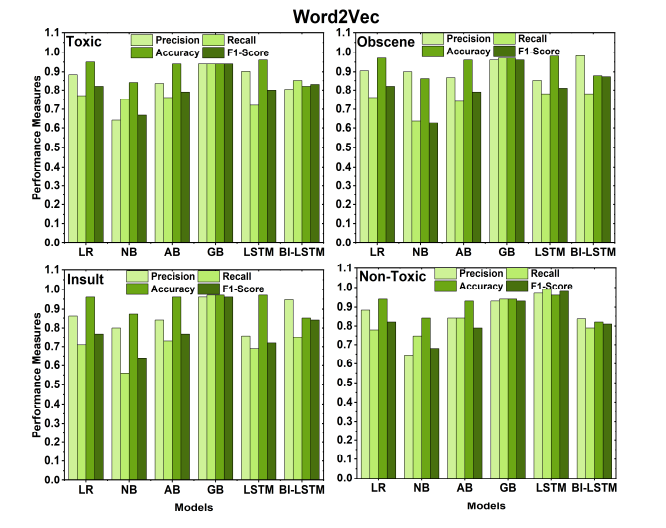 Word2Vec
Toxic
Precision Recall
Accuracy F1-Score
Performance Measures
1.1
1.0
0.9
0.8
0.7
0.6
0.5
0.4
0.3
0.2
0.1
0.0
LR NB AB GB LSTM BI-LSTM
Obscene
Precision Recall
Accuracy F1-Score
1.1
1.0
0.9
0.8
0.7
0.6
0.5
0.4
0.3
0.2
0.1
0.0
LR NB AB GB LSTM BI-LSTM
Insult
Precision Recall
Accuracy F1-Score
Performance Measures
1.1
1.0
0.9
0.8
0.7
0.6
0.5
0.4
0.3
0.2
0.1
0.0
LR NB AB GB LSTM BI-LSTM
Models
Non-Toxic
Precision Recall
Accuracy F1-Score
1.1
1.0
0.9
0.8
0.7
0.6
0.5
0.4
0.3
0.2
0.1
0.0
LR NB AB GB LSTM BI-LSTM
Models